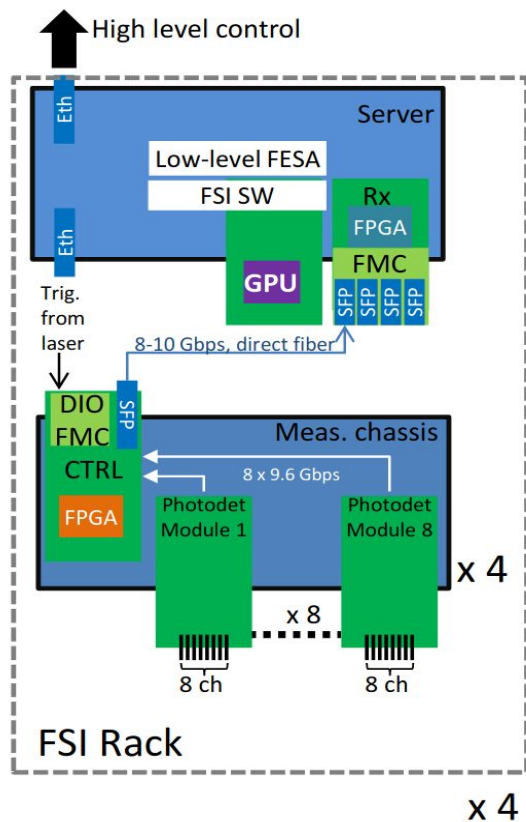 High level control
Eth
Server
Low-level FESA
FSI SW
Rx
FPGA
FMC
GPU
SFP SFP SFP SFP
Eth
Trig.
from
laser
8-10 Gbps, direct fiber
DIO
FMC
SFP
CTRL
FPGA
Meas. chassis
8 x 9.6 Gbps
Photodet
Module 1
Photodet
Module 8
x 4
x 8
8 ch
8 ch
FSI Rack
x 4